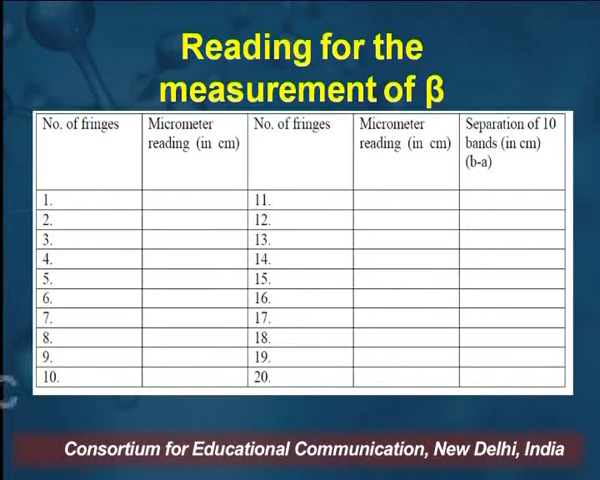 Reading for the
measurement of β
No. of fringes
Micrometer
reading (in cm)
No. of fringes
Micrometer
reading (in cm)
Separation of 10
bands (in cm)
(b-a)
1.
11.
2.
12.
3.
13.
4.
14.
5.
15.
6.
16.
7.
17.
8.
18.
9.
19.
10.
20.
C
Consortium for Educational Communication, New Delhi, India